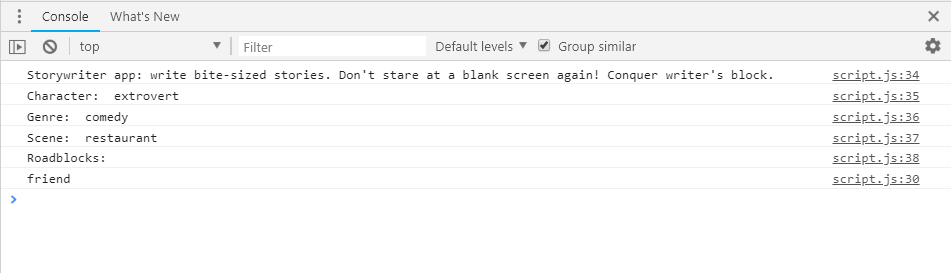 Console What's New
top Filter Default levels Group similar
Storywriter app: write bite-sized stories. Don't stare at a blank screen again! Conquer writer's block. script.js:34
Character:  extrovert script.js:35
Genre:  comedy script.js:36
Scene:  restaurant script.js:37
Roadblocks: script.js:38
friend script.js:30